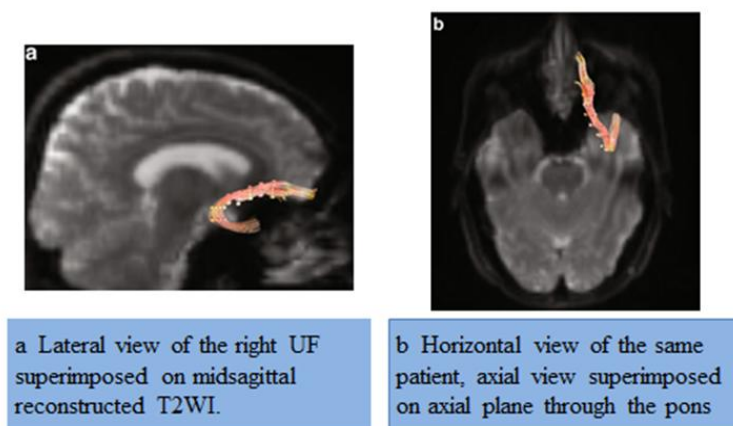 a
b
a Lateral view of the right UF
superimposed on midsagittal
reconstructed T2WI.
b Horizontal view of the same
patient, axial view superimposed
on axial plane through the pons